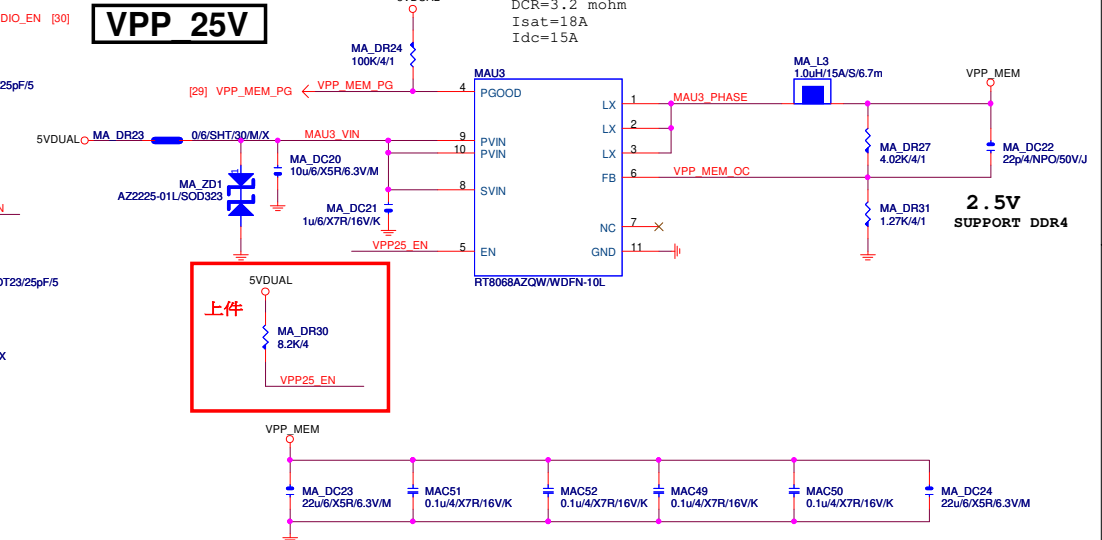 DIO_EN [30]
VPP_25V
DCR=3.2 mohm
Isat=18A
Idc=15A
MA_DR24
100K/4/1
25pF/5
[29] VPP_MEM_PG
VPP_MEM_PG
MAU3
4
PGOOD
LX
1
MAU3_PHASE
MA_L3
1.0uH/15A/S/6.7m
VPP_MEM
5VDUAL
MA_DR23
0/6/SHT/30/M/X
MAU3_VIN
9
PVIN
10
PVIN
LX
2
LX
3
MA_DC20
10u/6/X5R/6.3V/M
MA_ZD1
AZ2225-01L/SOD323
8
SVIN
FB
6
VPP_MEM_OC
MA_DR27
4.02K/4/1
MA_DC22
22p/4/NPO/50V/J
MA_DC21
1u/6/X7R/16V/K
NC
7
MA_DR31
1.27K/4/1
2.5V
SUPPORT DDR4
VPP25_EN
5
EN
GND
11
RT8068AZQW/WDFN-10L
OT23/25pF/5
5VDUAL
上件
MA_DR30
8.2K/4
VPP25_EN
X
VPP_MEM
MA_DC23
22u/6/X5R/6.3V/M
MAC51
0.1u/4/X7R/16V/K
MAC52
0.1u/4/X7R/16V/K
MAC49
0.1u/4/X7R/16V/K
MAC50
0.1u/4/X7R/16V/K
MA_DC24
22u/6/X5R/6.3V/M